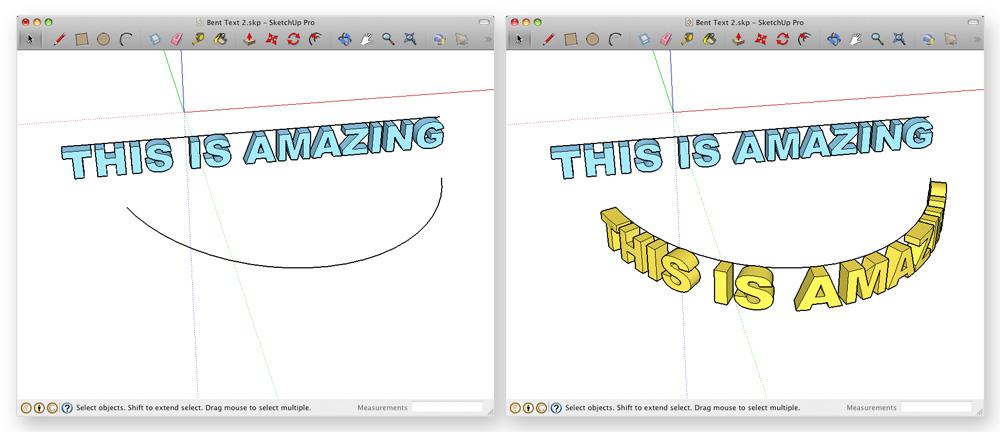 Bent Text 2.skp – SketchUp Pro
THIS IS AMAZING
Select objects. Shift to extend select. Drag mouse to select multiple.
Measurements
Bent Text 2.skp – SketchUp Pro
THIS IS AMAZING
THIS IS AMAZING
Select objects. Shift to extend select. Drag mouse to select multiple.
Measurements